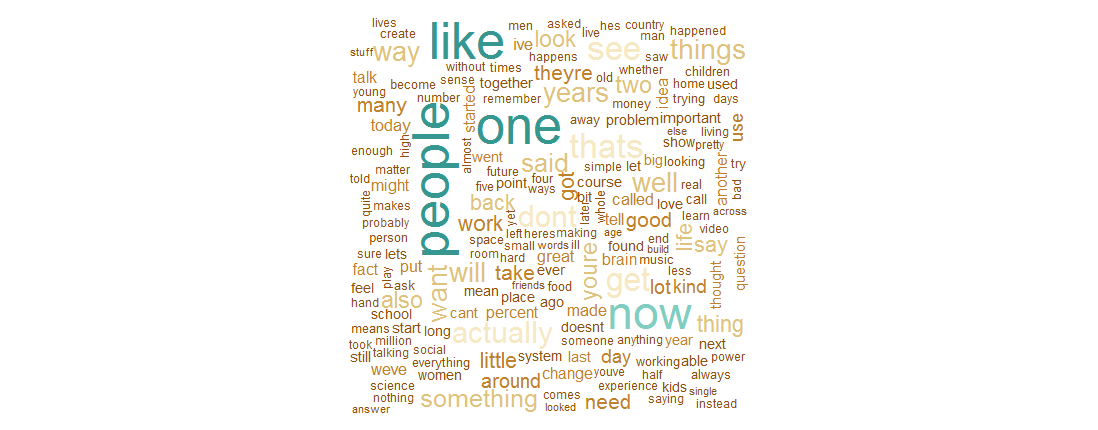 lives
create
men
asked
live
hes
country
man
happened
stuff
way
like
ive
look
happens
see
saw
things
without
times
theyre
old
whether
children
talk
become
sense
together
years
two
idea
home
used
young
many
number
started
remember
money
trying
days
today
people
one
away
problem
important
use
high
almost
thats
else
living
show
pretty
enough
went
said
simple
let
big
looking
another
try
matter
future
got
told
might
five
point
four
ways
course
well
real
bad
quite
makes
back
bit
called
love
call
probably
work
yet
dont
later
whole
tell
good
learn
across
person
space
left
heres
making
age
life
say
video
sure
lets
small
words
ill
found
end
build
room
hard
great
youre
brain
music
fact
play
put
want
will
take
ever
less
thought
question
feel
ask
mean
friends
food
get
lot
kind
hand
also
place
ago
school
cant
percent
made
now
thing
means
start
long
actually
doesnt
took
million
someone
anything
year
next
still
talking
social
everything
little
system
last
day
working
able
power
weve
women
around
change
youve
half
always
science
experience
kids
single
nothing
something
comes
need
saying
instead
answer
looked